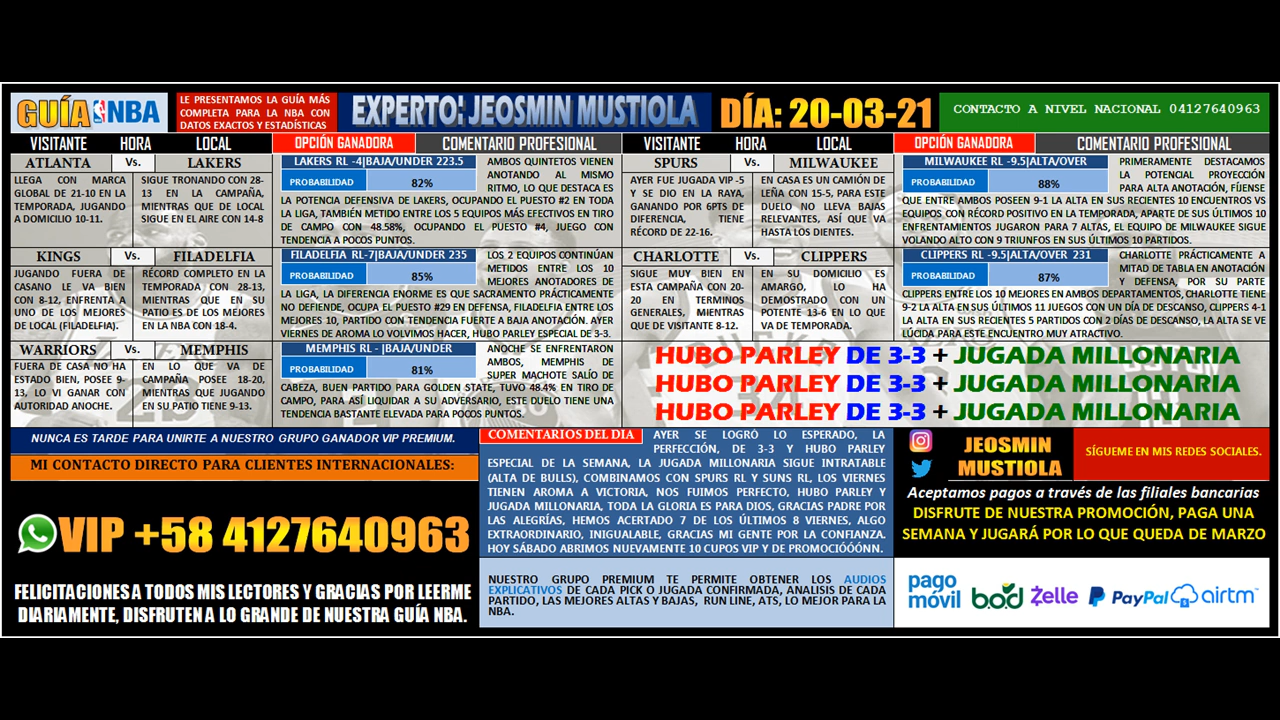 GUÍA NBA
LE PRESENTAMOS LA GUÍA MÁS
COMPLETA PARA LA NBA CON
DATOS EXACTOS Y ESTADÍSTICAS
EXPERTO: JEOSMIN MUSTIOLA
DÍA: 20-03-21
CONTACTO A NIVEL NACIONAL 04127640963
VISITANTE HORA LOCAL OPCIÓN GANADORA COMENTARIO PROFESIONAL
VISITANTE HORA LOCAL OPCIÓN GANADORA COMENTARIO PROFESIONAL
ATLANTA Vs. LAKERS
LLEGA CON MARCA
GLOBAL DE 21-10 EN LA
TEMPORADA, JUGANDO
A DOMICILIO 10-11.
SIGUE TRONANDO CON 28-
13 EN LA CAMPAÑA,
MIENTRAS QUE DE LOCAL
SIGUE EN EL AIRE CON 14-8
LAKERS RL -4|BAJA/UNDER 223.5
PROBABILIDAD 82%
AMBOS QUINTETOS VIENEN
ANOTANDO AL MISMO
RITMO, LO QUE DESTACA ES
LA POTENCIA DEFENSIVA DE LAKERS, OCUPANDO EL PUESTO #2 EN TODA
LA LIGA, TAMBIÉN METIDO ENTRE LOS 5 EQUIPOS MÁS EFECTIVOS EN TIRO
DE CAMPO CON 48.58%, OCUPANDO EL PUESTO #4, JUEGO CON
TENDENCIA A POCOS PUNTOS.
SPURS Vs. MILWAUKEE
AYER FUE JUGADA VIP -5
Y SE DIO EN LA RAYA,
GANANDO POR 6PTS DE
DIFERENCIA, TIENE
RÉCORD DE 22-16.
EN CASA ES UN CAMIÓN DE
LEÑA CON 15-5, PARA ESTE
DUELO NO LLEVA BAJAS
RELEVANTES, ASÍ QUE VA
HASTA LOS DIENTES.
MILWAUKEE RL -9.5|ALTA/OVER
PROBABILIDAD 88%
PRIMERAMENTE DESTACAMOS
LA POTENCIAL PROYECCIÓN
PARA ALTA ANOTACIÓN, FÍJENSE
QUE ENTRE AMBOS POSEEN 9-1 LA ALTA EN SUS RECIENTES 10 ENCUENTROS VS
EQUIPOS CON RÉCORD POSITIVO EN LA TEMPORADA, APARTE DE SUS ÚLTIMOS 10
ENFRENTAMIENTOS JUGARON PARA 7 ALTAS, EL EQUIPO DE MILWAUKEE SIGUE
VOLANDO ALTO CON 9 TRIUNFOS EN SUS ÚLTIMOS 10 PARTIDOS.
KINGS Vs. FILADELFIA
JUGANDO FUERA DE
CASANO LE VA BIEN
CON 8-12, ENFRENTA A
UNO DE LOS MEJORES
DE LOCAL (FILADELFIA).
RÉCORD COMPLETO EN LA
TEMPORADA CON 28-13,
MIENTRAS QUE EN SU
PATIO ES DE LOS MEJORES
EN LA NBA CON 18-4.
FILADELFIA RL-7|BAJA/UNDER 235
PROBABILIDAD 85%
LOS 2 EQUIPOS CONTINÚAN
METIDOS ENTRE LOS 10
MEJORES ANOTADORES DE
LA LIGA, LA DIFERENCIA ENORME ES QUE SACRAMENTO PRÁCTICAMENTE
NO DEFIENDE, OCUPA EL PUESTO #29 EN DEFENSA, FILADELFIA ENTRE LOS
MEJORES 10, PARTIDO CON TENDENCIA FUERTE A BAJA ANOTACIÓN. AYER
VIERNES DE AROMA LO VOLVIMOS HACER, HUBO PARLEY ESPECIAL DE 3-3.
CHARLOTTE Vs. CLIPPERS
SIGUE MUY BIEN EN
ESTA CAMPAÑA CON 20-
20 EN TERMINOS
GENERALES, MIENTRAS
QUE DE VISITANTE 8-12.
EN SU DOMICILIO ES
AMARGO, LO HA
DEMOSTRADO CON UN
POTENTE 13-6 EN LO QUE
VA DE TEMPORADA.
CLIPPERS RL -9.5|ALTA/OVER 231
PROBABILIDAD 87%
CHARLOTTE PRÁCTICAMENTE A
MITAD DE TABLA EN ANOTACIÓN
Y DEFENSA, POR SU PARTE
CLIPPERS ENTRE LOS 10 MEJORES EN AMBOS DEPARTAMENTOS, CHARLOTTE TIENE
9-2 LA ALTA EN SUS ÚLTIMOS 11 JUEGOS CON UN DÍA DE DESCANSO, CLIPPERS 4-1
LA ALTA EN SUS RECIENTES 5 PARTIDOS CON 2 DÍAS DE DESCANSO, LA ALTA SE VE
LÚCIDA PARA ESTE ENCUENTRO MUY ATRACTIVO.
WARRIORS Vs. MEMPHIS
FUERA DE CASA NO HA
ESTADO BIEN, POSEE 9-
13, LO VI GANAR CON
AUTORIDAD ANOCHE.
EN LO QUE VA DE
CAMPAÑA POSEE 18-20,
MIENTRAS QUE JUGANDO
EN SU PATIO TIENE 9-13.
MEMPHIS RL - |BAJA/UNDER
PROBABILIDAD 81%
ANOCHE SE ENFRENTARON
AMBOS, MEMPHIS DE
SUPER MACHOTE SALÍO DE
CABEZA, BUEN PARTIDO PARA GOLDEN STATE, TUVO 48.4% EN TIRO DE
CAMPO, PARA ASÍ LIQUIDAR A SU ADVERSARIO, ESTE DUELO TIENE UNA
TENDENCIA BASTANTE ELEVADA PARA POCOS PUNTOS.
HUBO PARLEY DE 3-3 + JUGADA MILLONARIA
HUBO PARLEY DE 3-3 + JUGADA MILLONARIA
HUBO PARLEY DE 3-3 + JUGADA MILLONARIA
NUNCA ES TARDE PARA UNIRTE A NUESTRO GRUPO GANADOR VIP PREMIUM.
MI CONTACTO DIRECTO PARA CLIENTES INTERNACIONALES:
VIP +58 4127640963
FELICITACIONES A TODOS MIS LECTORES Y GRACIAS POR LEERME
DIARIAMENTE, DISFRUTEN A LO GRANDE DE NUESTRA GUÍA NBA.
COMENTARIOS DEL DIA
AYER SE LOGRÓ LO ESPERADO, LA
PERFECCIÓN, DE 3-3 Y HUBO PARLEY
ESPECIAL DE LA SEMANA, LA JUGADA MILLONARIA SIGUE INTRATABLE
(ALTA DE BULLS), COMBINAMOS CON SPURS RL Y SUNS RL, LOS VIERNES
TIENEN AROMA A VICTORIA, NOS FUIMOS PERFECTO, HUBO PARLEY Y
JUGADA MILLONARIA, TODA LA GLORIA ES PARA DIOS, GRACIAS PADRE POR
LAS ALEGRÍAS, HEMOS ACERTADO 7 DE LOS ÚLTIMOS 8 VIERNES, ALGO
EXTRAORDINARIO, INIGUALABLE, GRACIAS MI GENTE POR LA CONFIANZA.
HOY SÁBADO ABRIMOS NUEVAMENTE 10 CUPOS VIP Y DE PROMOCIÓÓÓNN.
NUESTRO GRUPO PREMIUM TE PERMITE OBTENER LOS AUDIOS
EXPLICATIVOS DE CADA PICK O JUGADA CONFIRMADA, ANALISIS DE CADA
PARTIDO, LAS MEJORES ALTAS Y BAJAS, RUN LINE, ATS, LO MEJOR PARA LA
NBA.
JEOSMIN
MUSTIOLA
SÍGUEME EN MIS REDES SOCIALES.
Aceptamos pagos a través de las filiales bancarias
DISFRUTE DE NUESTRA PROMOCIÓN, PAGA UNA
SEMANA Y JUGARÁ POR LO QUE QUEDA DE MARZO
pago
móvil
bod
Zelle
PayPal
airtm